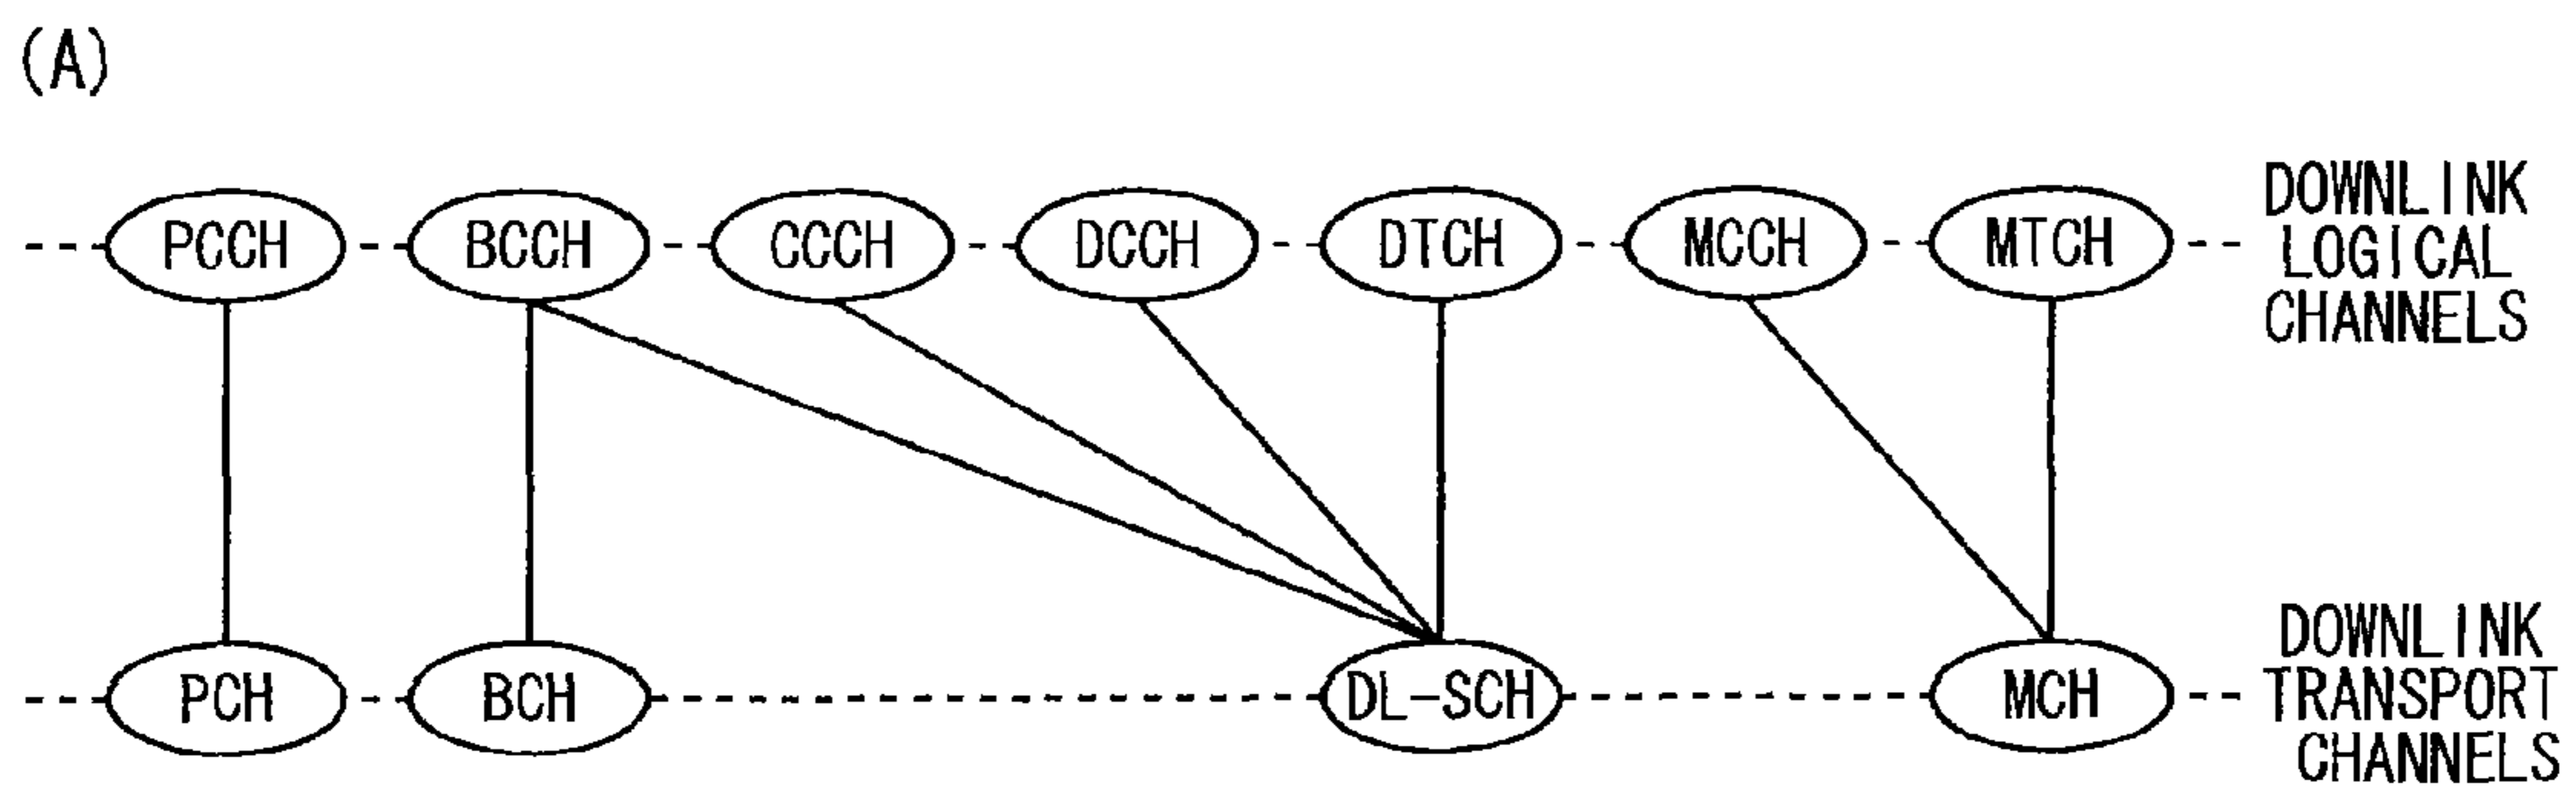 (A)
PCCH BCCH CCCH DCCH DTCH MCCH MTCH
DOWNLINK
LOGICAL
CHANNELS
PCH BCH DL-SCH MCH
DOWNLINK
TRANSPORT
CHANNELS